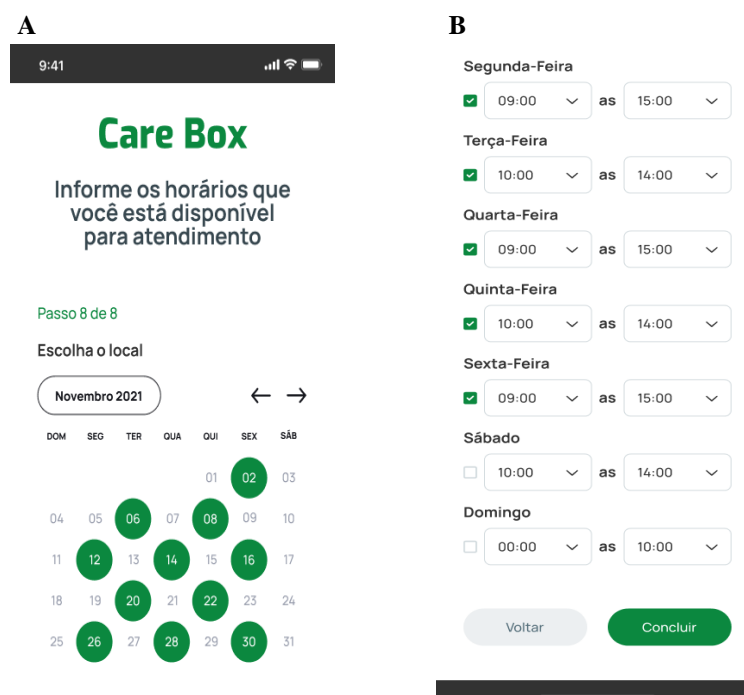 A
9:41
Care Box
Informe os horários que
você está disponível
para atendimento
Passo 8 de 8
Escolha o local
Novembro 2021
DOM SEG TER QUA QUI SEX SÁB
01 02 03
04 05 06 07 08 09 10
11 12 13 14 15 16 17
18 19 20 21 22 23 24
25 26 27 28 29 30 31
B
Segunda-Feira
09:00 as 15:00
Terça-Feira
10:00 as 14:00
Quarta-Feira
09:00 as 15:00
Quinta-Feira
10:00 as 14:00
Sexta-Feira
09:00 as 15:00
Sábado
10:00 as 14:00
Domingo
00:00 as 10:00
Voltar Concluir